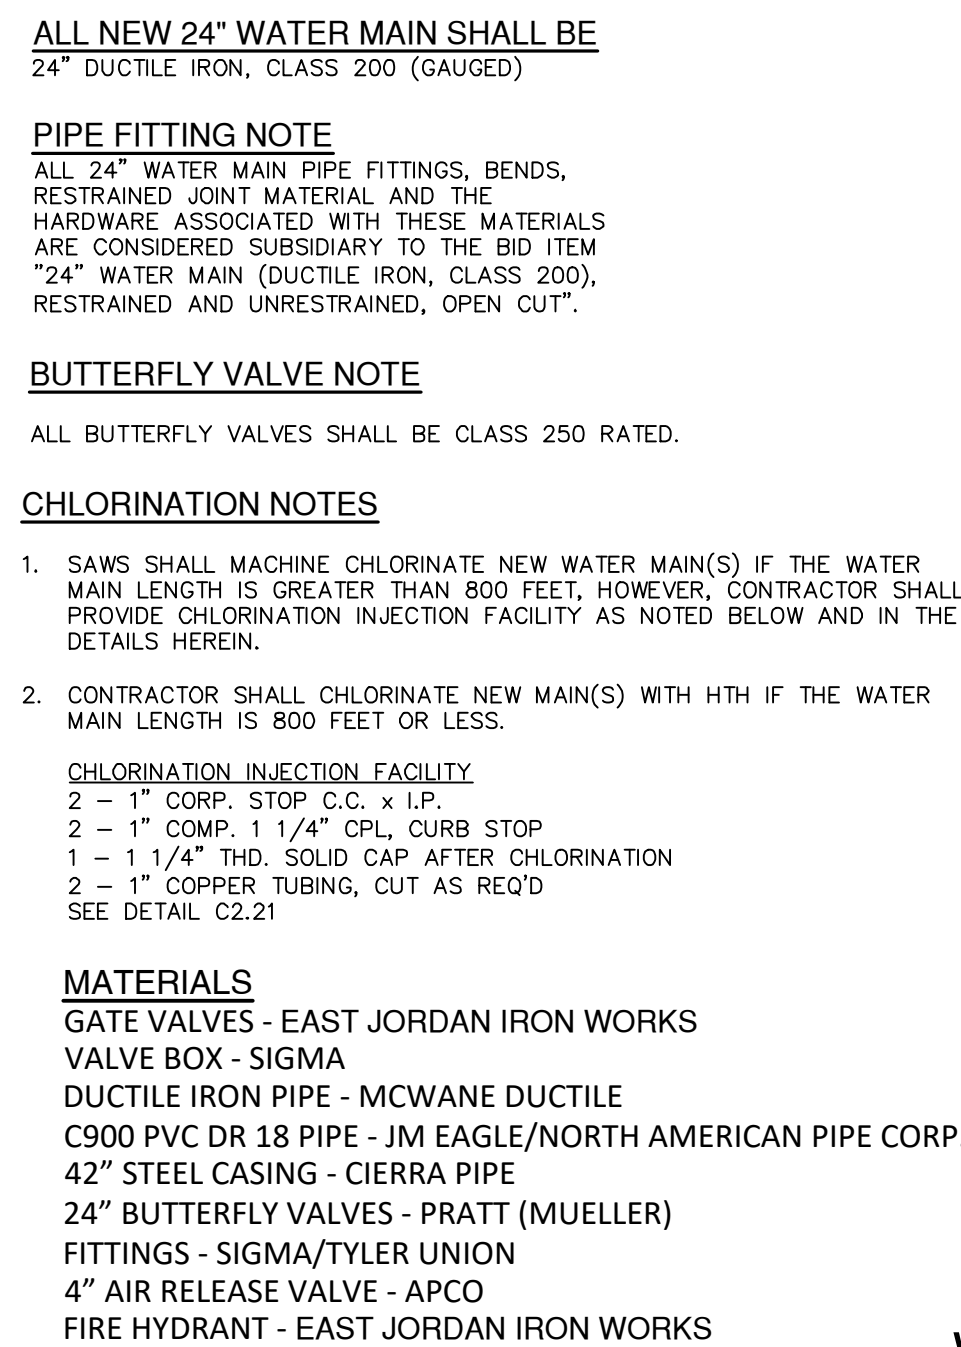 ALL NEW 24" WATER MAIN SHALL BE
24" DUCTILE IRON, CLASS 200 (GAUGED)
PIPE FITTING NOTE
ALL 24" WATER MAIN PIPE FITTINGS, BENDS,
RESTRAINED JOINT MATERIAL AND THE
HARDWARE ASSOCIATED WITH THESE MATERIALS
ARE CONSIDERED SUBSIDIARY TO THE BID ITEM
"24" WATER MAIN (DUCTILE IRON, CLASS 200),
RESTRAINED AND UNRESTRAINED, OPEN CUT".
BUTTERFLY VALVE NOTE
ALL BUTTERFLY VALVES SHALL BE CLASS 250 RATED.
CHLORINATION NOTES
1. SAWS SHALL MACHINE CHLORINATE NEW WATER MAIN(S) IF THE WATER
MAIN LENGTH IS GREATER THAN 800 FEET, HOWEVER, CONTRACTOR SHALL
PROVIDE CHLORINATION INJECTION FACILITY AS NOTED BELOW AND IN THE
DETAILS HEREIN.
2. CONTRACTOR SHALL CHLORINATE NEW MAIN(S) WITH HTH IF THE WATER
MAIN LENGTH IS 800 FEET OR LESS.
CHLORINATION INJECTION FACILITY
2 – 1" CORP. STOP C.C. x I.P.
2 – 1" COMP. 1 1/4" CPL, CURB STOP
1 – 1 1/4" THD. SOLID CAP AFTER CHLORINATION
2 – 1" COPPER TUBING, CUT AS REQ'D
SEE DETAIL C2.21
MATERIALS
GATE VALVES - EAST JORDAN IRON WORKS
VALVE BOX - SIGMA
DUCTILE IRON PIPE - MCWANE DUCTILE
C900 PVC DR 18 PIPE - JM EAGLE/NORTH AMERICAN PIPE CORP.
42” STEEL CASING - CIERRA PIPE
24” BUTTERFLY VALVES - PRATT (MUELLER)
FITTINGS - SIGMA/TYLER UNION
4” AIR RELEASE VALVE - APCO
FIRE HYDRANT - EAST JORDAN IRON WORKS